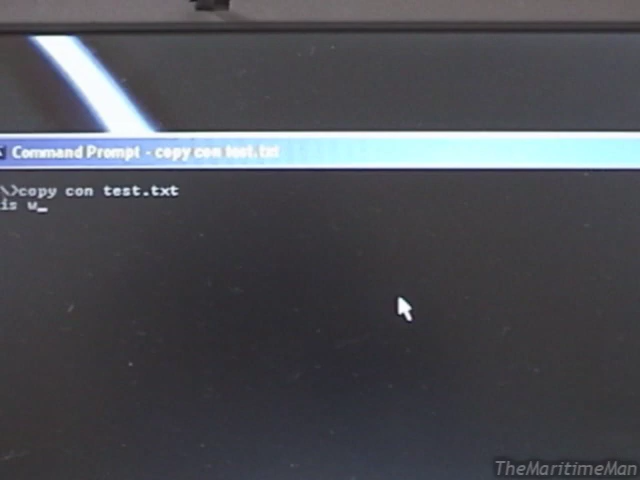 Command Prompt - copy con test.txt
\>copy con test.txt
is w_
TheMaritimeMan